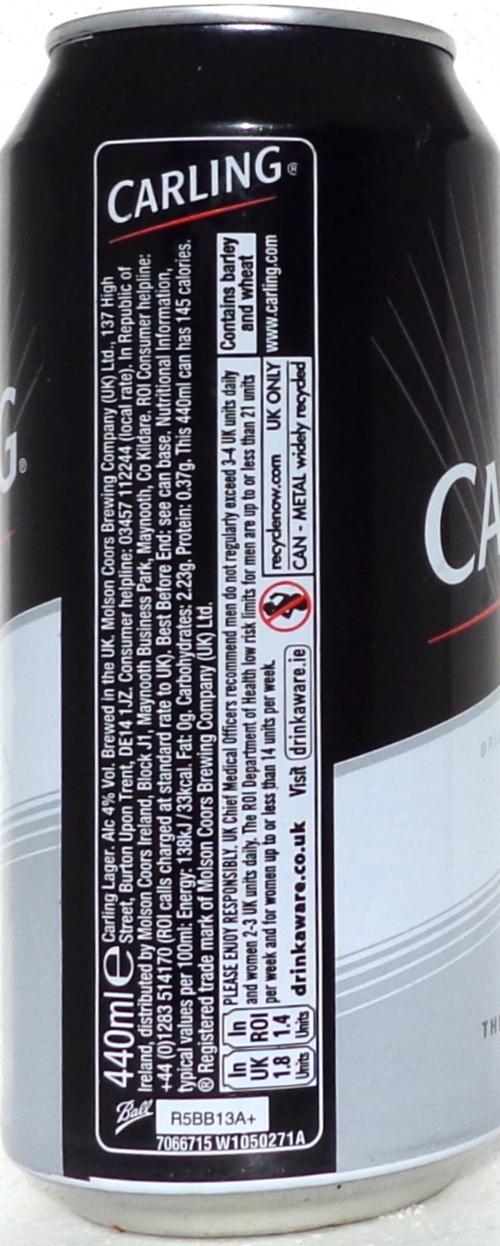 CARLING®
440ml e Carling Lager. Alc 4% Vol. Brewed in the UK. Molson Coors Brewing Company (UK) Ltd., 137 High
Street, Burton Upon Trent, DE14 1JZ. Consumer helpline: 03457 112244 (local rate). In Republic of
Ireland, distributed by Molson Coors Ireland, Block J1, Maynooth Business Park, Maynooth, Co Kildare. ROI Consumer helpline:
+44 (0)1283 514170 (ROI calls charged at standard rate to UK). Best Before End: see can base. Nutritional Information,
typical values per 100ml: Energy: 138kJ/33kcal. Fat: 0g. Carbohydrates: 2.23g. Protein: 0.37g. This 440ml can has 145 calories.
® Registered trade mark of Molson Coors Brewing Company (UK) Ltd.
Contains barley
and wheat
www.carling.com
In UK 1.8 Units
In ROI 1.4 Units
PLEASE ENJOY RESPONSIBLY. UK Chief Medical Officers recommend men do not regularly exceed 3-4 UK units daily
and women 2-3 UK units daily. The ROI Department of Health low risk limits for men are up to or less than 21 units
per week and for women up to or less than 14 units per week.
drinkaware.co.uk Visit drinkaware.ie
recyclenow.com UK ONLY
CAN - METAL widely recycled
Ball
R5BB13A+
7066715 W1050271A
G®
CA
BRI
TH